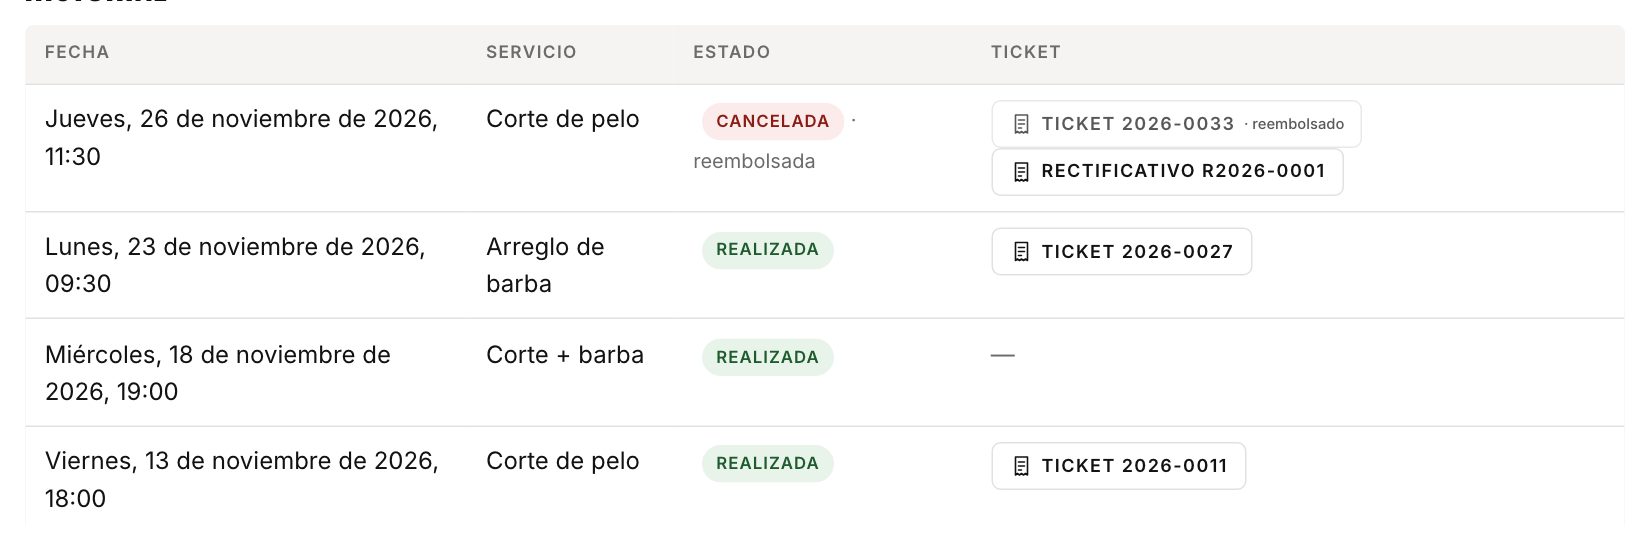 FECHA SERVICIO ESTADO TICKET
Jueves, 26 de noviembre de 2026, Corte de pelo CANCELADA · TICKET 2026-0033 · reembolsado
11:30 reembolsada RECTIFICATIVO R2026-0001
Lunes, 23 de noviembre de 2026, Arreglo de REALIZADA TICKET 2026-0027
09:30 barba
Miércoles, 18 de noviembre de Corte + barba REALIZADA —
2026, 19:00
Viernes, 13 de noviembre de 2026, Corte de pelo REALIZADA TICKET 2026-0011
18:00